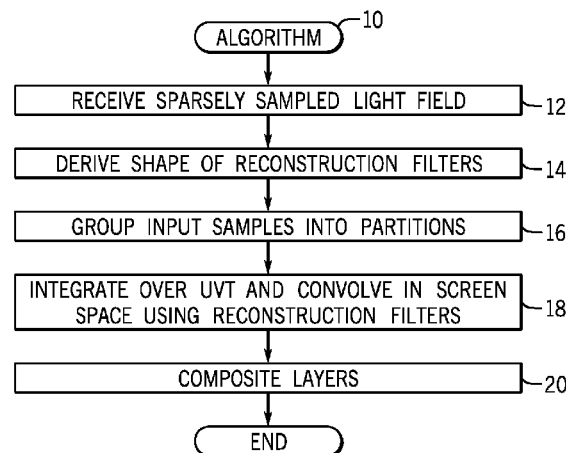 ALGORITHM
10
RECEIVE SPARSELY SAMPLED LIGHT FIELD
12
DERIVE SHAPE OF RECONSTRUCTION FILTERS
14
GROUP INPUT SAMPLES INTO PARTITIONS
16
INTEGRATE OVER UVT AND CONVOLVE IN SCREEN
SPACE USING RECONSTRUCTION FILTERS
18
COMPOSITE LAYERS
20
END